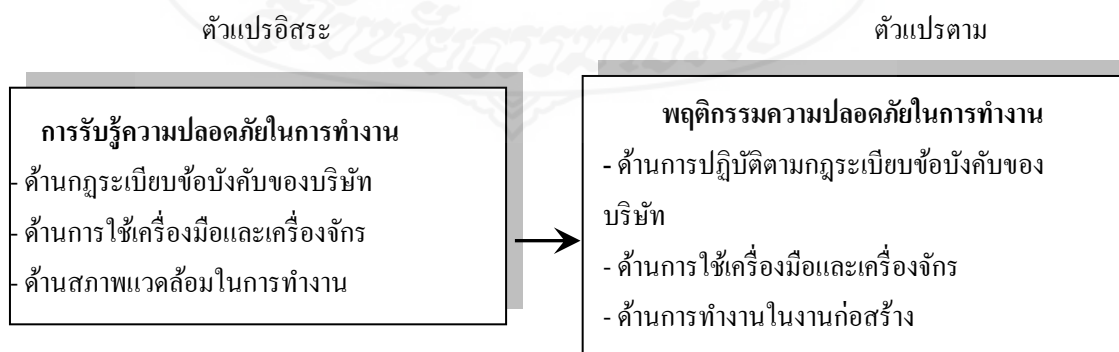 ตัวแปรอิสระ
ตัวแปรตาม
การรับรู้ความปลอดภัยในการทำงาน
- ด้านกฎระเบียบข้อบังคับของบริษัท
- ด้านการใช้เครื่องมือและเครื่องจักร
- ด้านสภาพแวดล้อมในการทำงาน
พฤติกรรมความปลอดภัยในการทำงาน
- ด้านการปฏิบัติตามกฎระเบียบข้อบังคับของ
บริษัท
- ด้านการใช้เครื่องมือและเครื่องจักร
- ด้านการทำงานในงานก่อสร้าง